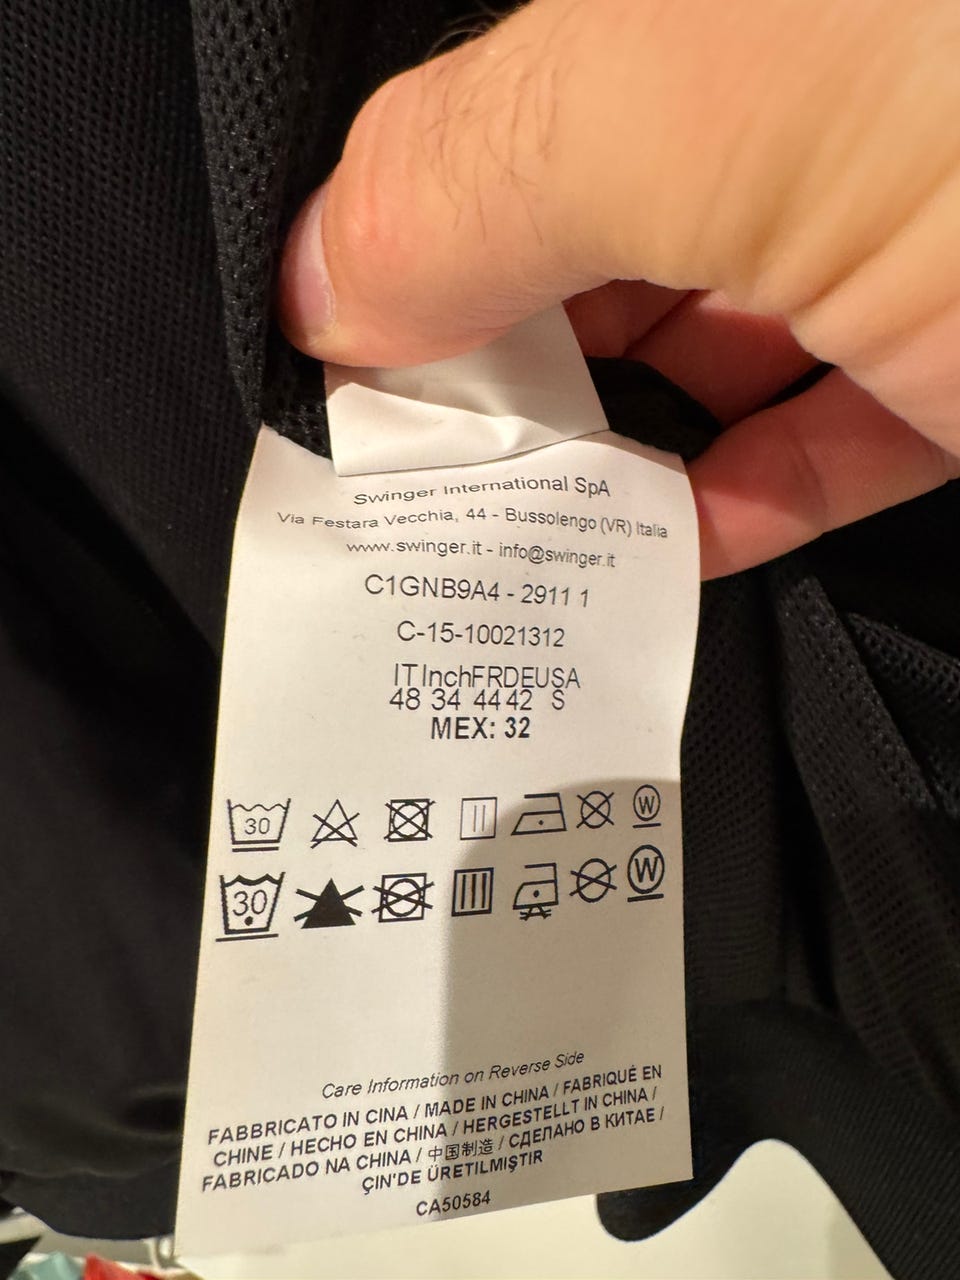 Swinger International SpA
Via Festara Vecchia, 44 - Bussolengo (VR) Italia
www.swinger.it - info@swinger.it
C1GNB9A4 - 2911 1
C-15-10021312
ITInchFRDEUSA
48 34 44 42 S
MEX: 32
30 W
30 W
Care Information on Reverse Side
FABBRICATO IN CINA / MADE IN CHINA / FABRIQUÉ EN
CHINE / HECHO EN CHINA / HERGESTELLT IN CHINA /
FABRICADO NA CHINA / 中国制造 / СДЕЛАНО В КИТАЕ /
ÇIN'DE ÜRETILMIŞTIR
CA50584